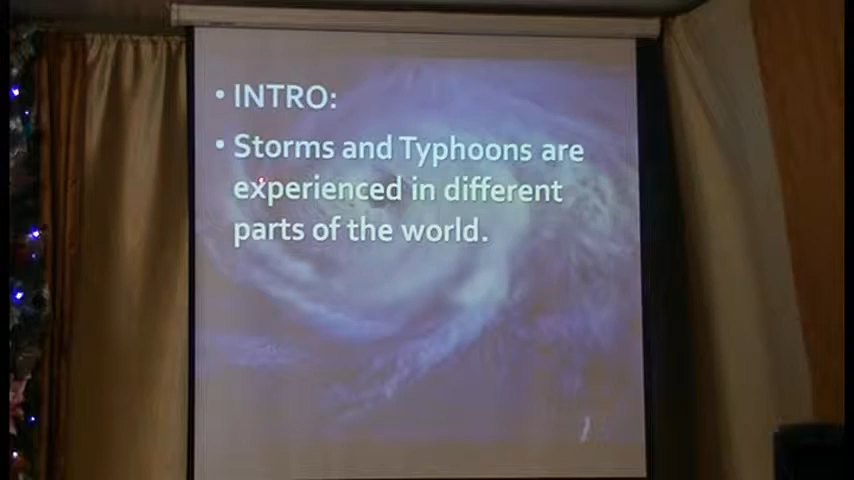 • INTRO:
• Storms and Typhoons are
experienced in different
parts of the world.